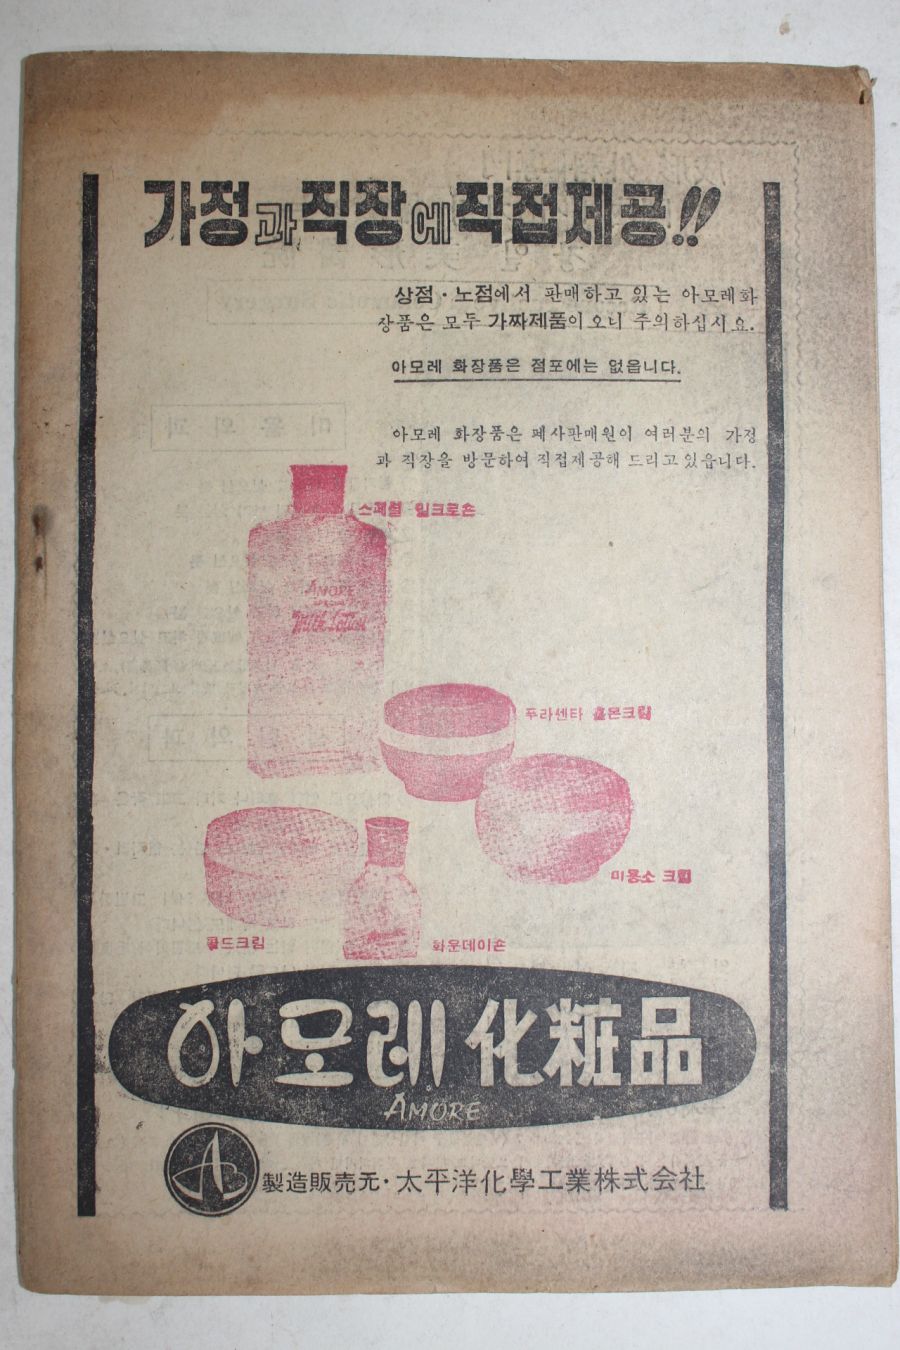 가정과직장에직접제공!!
상점·노점에서 판매하고 있는 아모레화
장품은 모두 가짜제품이오니 주의하십시요.
아모레 화장품은 점포에는 없읍니다.
아모레 화장품은 폐사판매원이 여러분의 가정
과 직장을 방문하여 직접제공해 드리고있읍니다.
스페셜 밀크로숀
AMORE
Milk Lotion
푸라센타 홀몬크림
미용소 크림
콜드크림
화운데이숀
아모레 化粧品
AMORE
製造販売元·太平洋化學工業株式会社